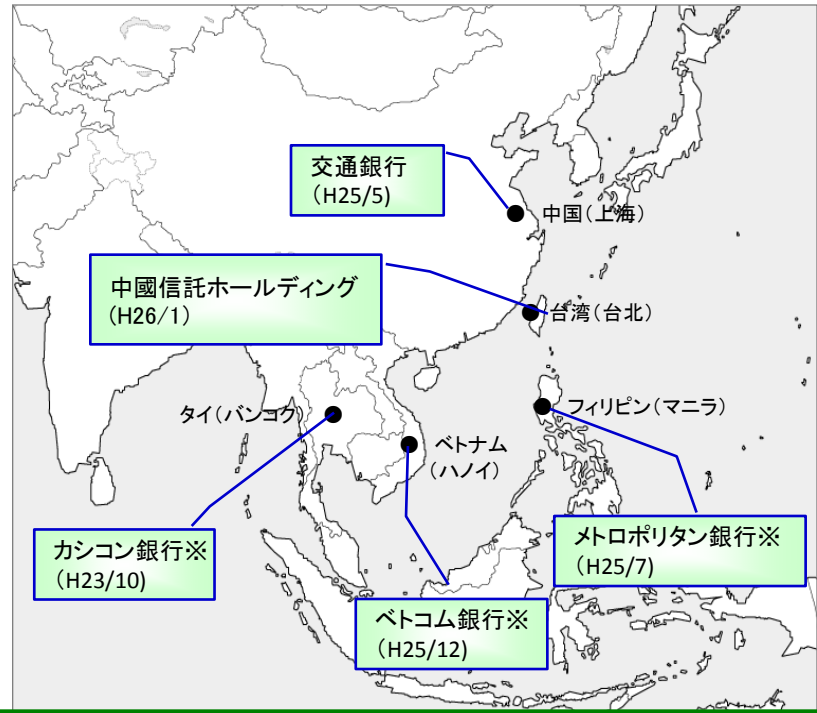 交通銀行
（H25/5)
中国（上海）
中國信託ホールディング
（H26/1）
台湾（台北）
タイ（バンコク）
フィリピン（マニラ）
ベトナム
（ハノイ）
カシコン銀行※
(H23/10)
メトロポリタン銀行※
(H25/7)
ベトコム銀行※
（H25/12)